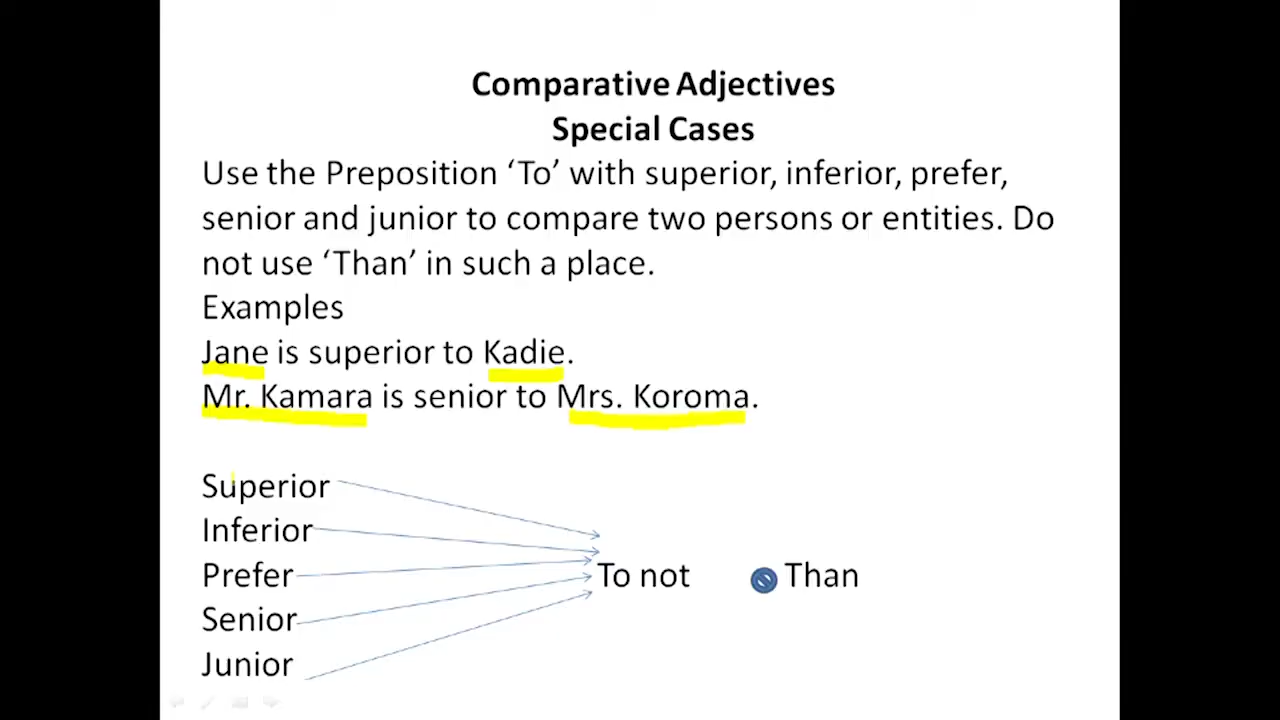 Comparative Adjectives
Special Cases
Use the Preposition ‘To’ with superior, inferior, prefer,
senior and junior to compare two persons or entities. Do
not use ‘Than’ in such a place.
Examples
Jane is superior to Kadie.
Mr. Kamara is senior to Mrs. Koroma.
Superior
Inferior
Prefer
To not Than
Senior
Junior